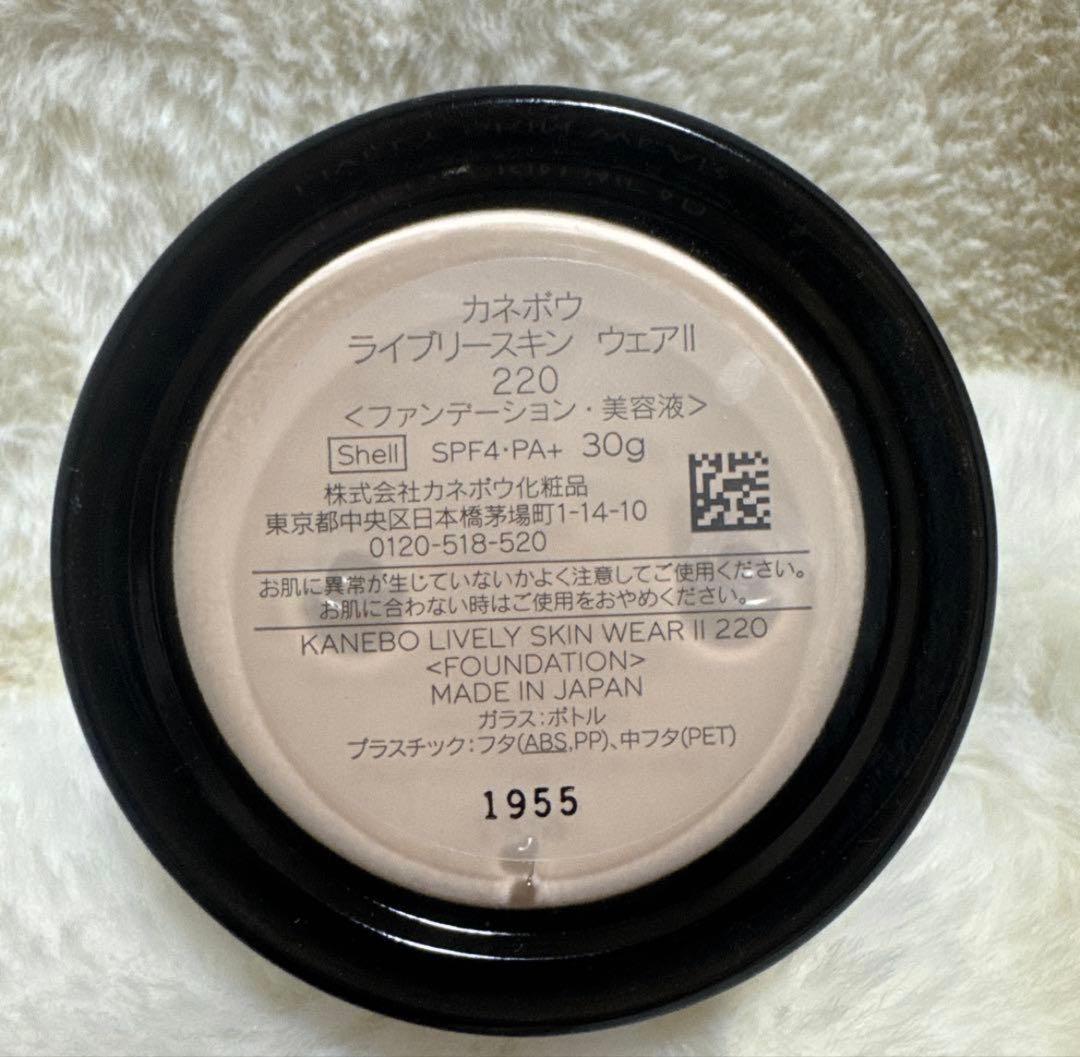 カネボウ
ライブリースキン ウェアII
220
<ファンデーション・美容液>
Shell SPF4・PA+ 30g
株式会社カネボウ化粧品
東京都中央区日本橋茅場町1-14-10
0120-518-520
お肌に異常が生じていないかよく注意してご使用ください。
お肌に合わない時はご使用をおやめください。
KANEBO LIVELY SKIN WEAR II 220
<FOUNDATION>
MADE IN JAPAN
ガラス:ボトル
プラスチック:フタ(ABS,PP)、中フタ(PET)
1955